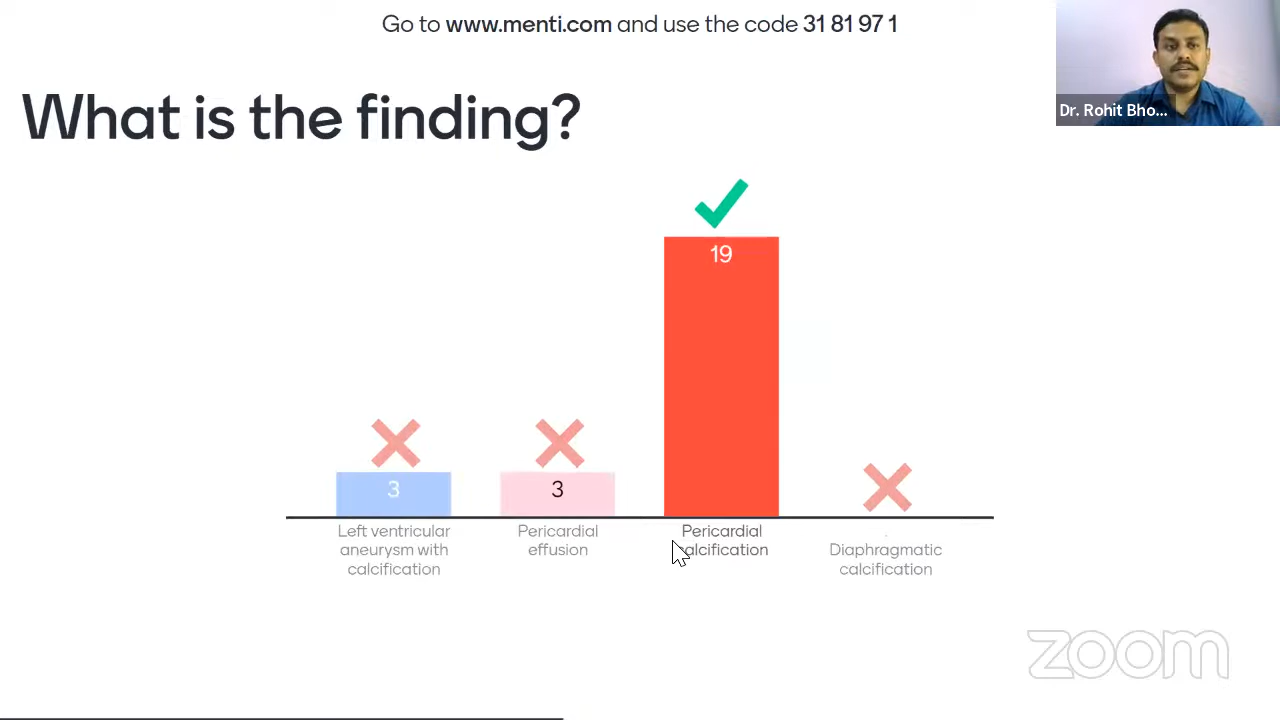 Go to www.menti.com and use the code 31 81 97 1
Dr. Rohit Bho...
What is the finding?
19
3
3
Left ventricular
aneurysm with
calcification
Pericardial
effusion
Pericardial
calcification
Diaphragmatic
calcification
zoom